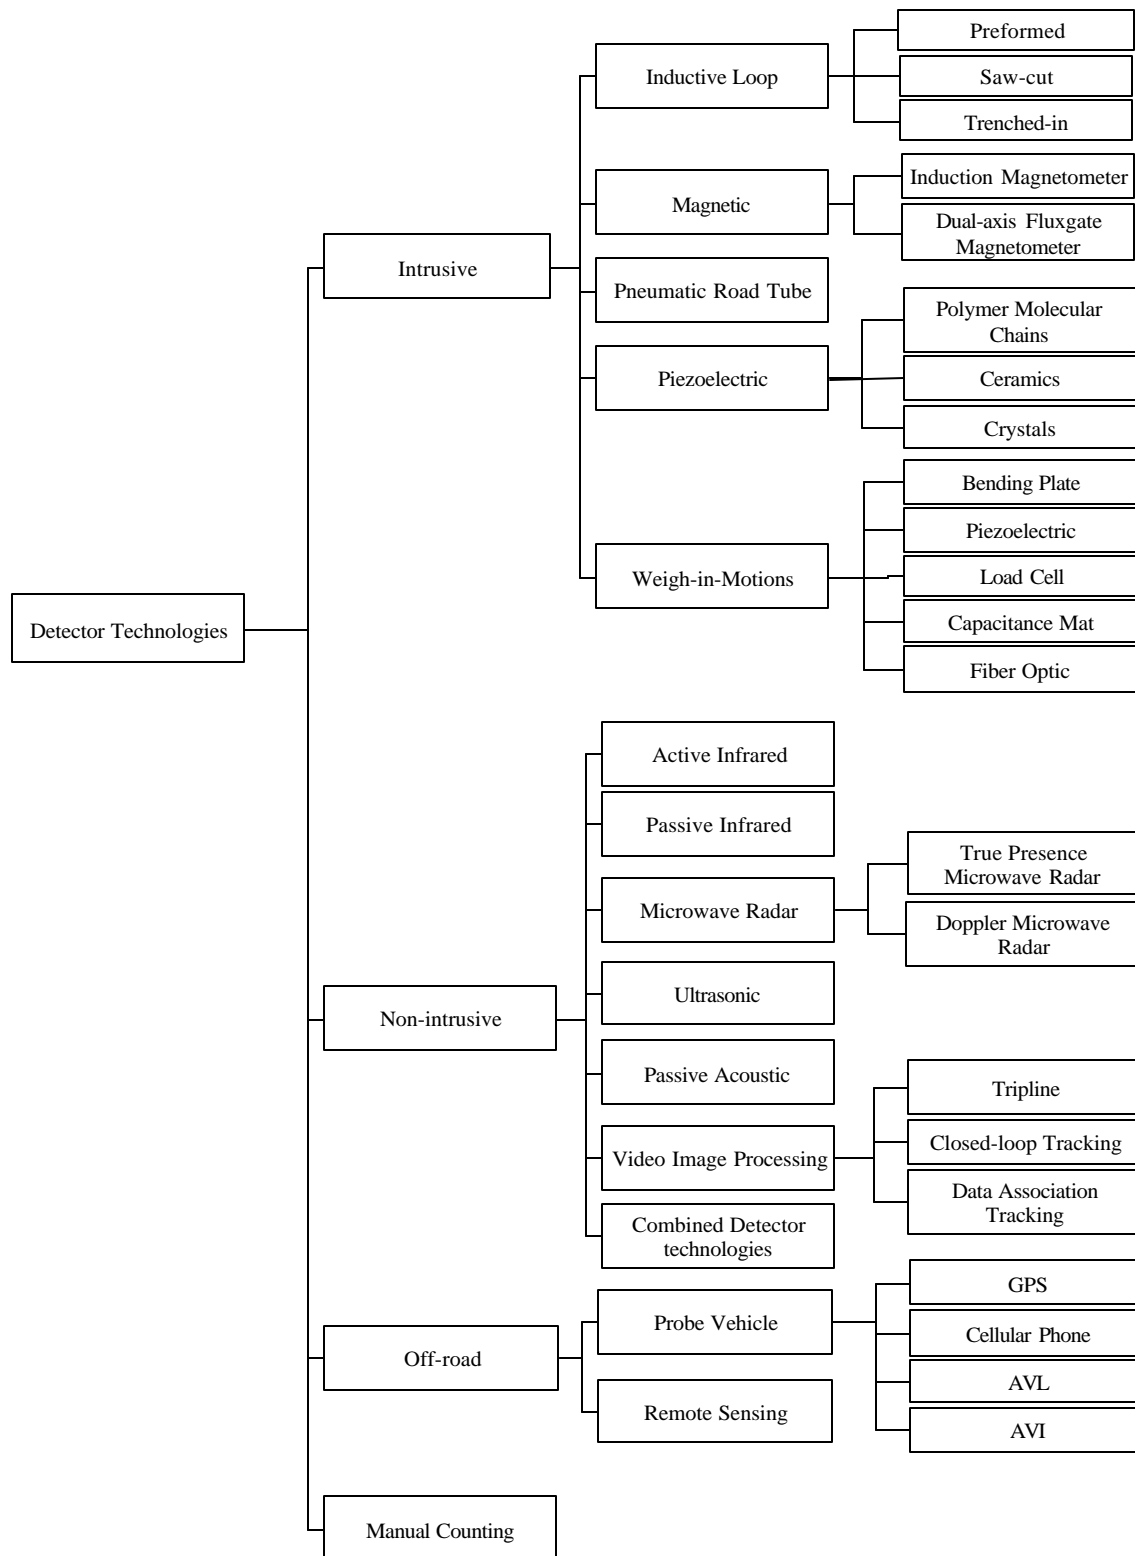 Detector Technologies
Intrusive
Inductive Loop
Preformed
Saw-cut
Trenched-in
Magnetic
Induction Magnetometer
Dual-axis Fluxgate
Magnetometer
Pneumatic Road Tube
Piezoelectric
Polymer Molecular
Chains
Ceramics
Crystals
Weigh-in-Motions
Bending Plate
Piezoelectric
Load Cell
Capacitance Mat
Fiber Optic
Non-intrusive
Active Infrared
Passive Infrared
Microwave Radar
True Presence
Microwave Radar
Doppler Microwave
Radar
Ultrasonic
Passive Acoustic
Video Image Processing
Tripline
Closed-loop Tracking
Data Association
Tracking
Combined Detector
technologies
Off-road
Probe Vehicle
GPS
Cellular Phone
AVL
AVI
Remote Sensing
Manual Counting